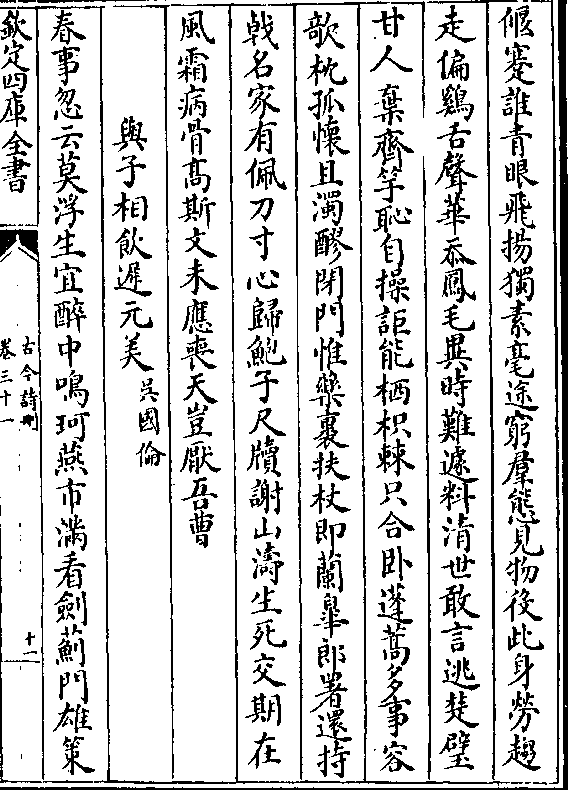 偃蹇誰青眼飛揚獨素毫途窮羣態見物役此身勞趨
走偏鷄舌聲華忝鳳毛異時難遽料清世敢言逃楚璧
甘人棄齊竽恥自操詎能栖枳棘只合卧蓬蒿多事容
欹枕孤懷且濁醪閉門惟藥裹扶杖即蘭臯郎署還持
戟名家有佩刀寸心歸鮑子尺牘謝山濤生死交期在
風霜病骨髙斯文未應喪天豈厭吾曹
與子相飲遲元美 吳國倫
春事忽云莫浮生宜醉中鳴珂燕市滿看劍薊門雄策
欽定四庫全書
古今詩刪
卷三十一
十一